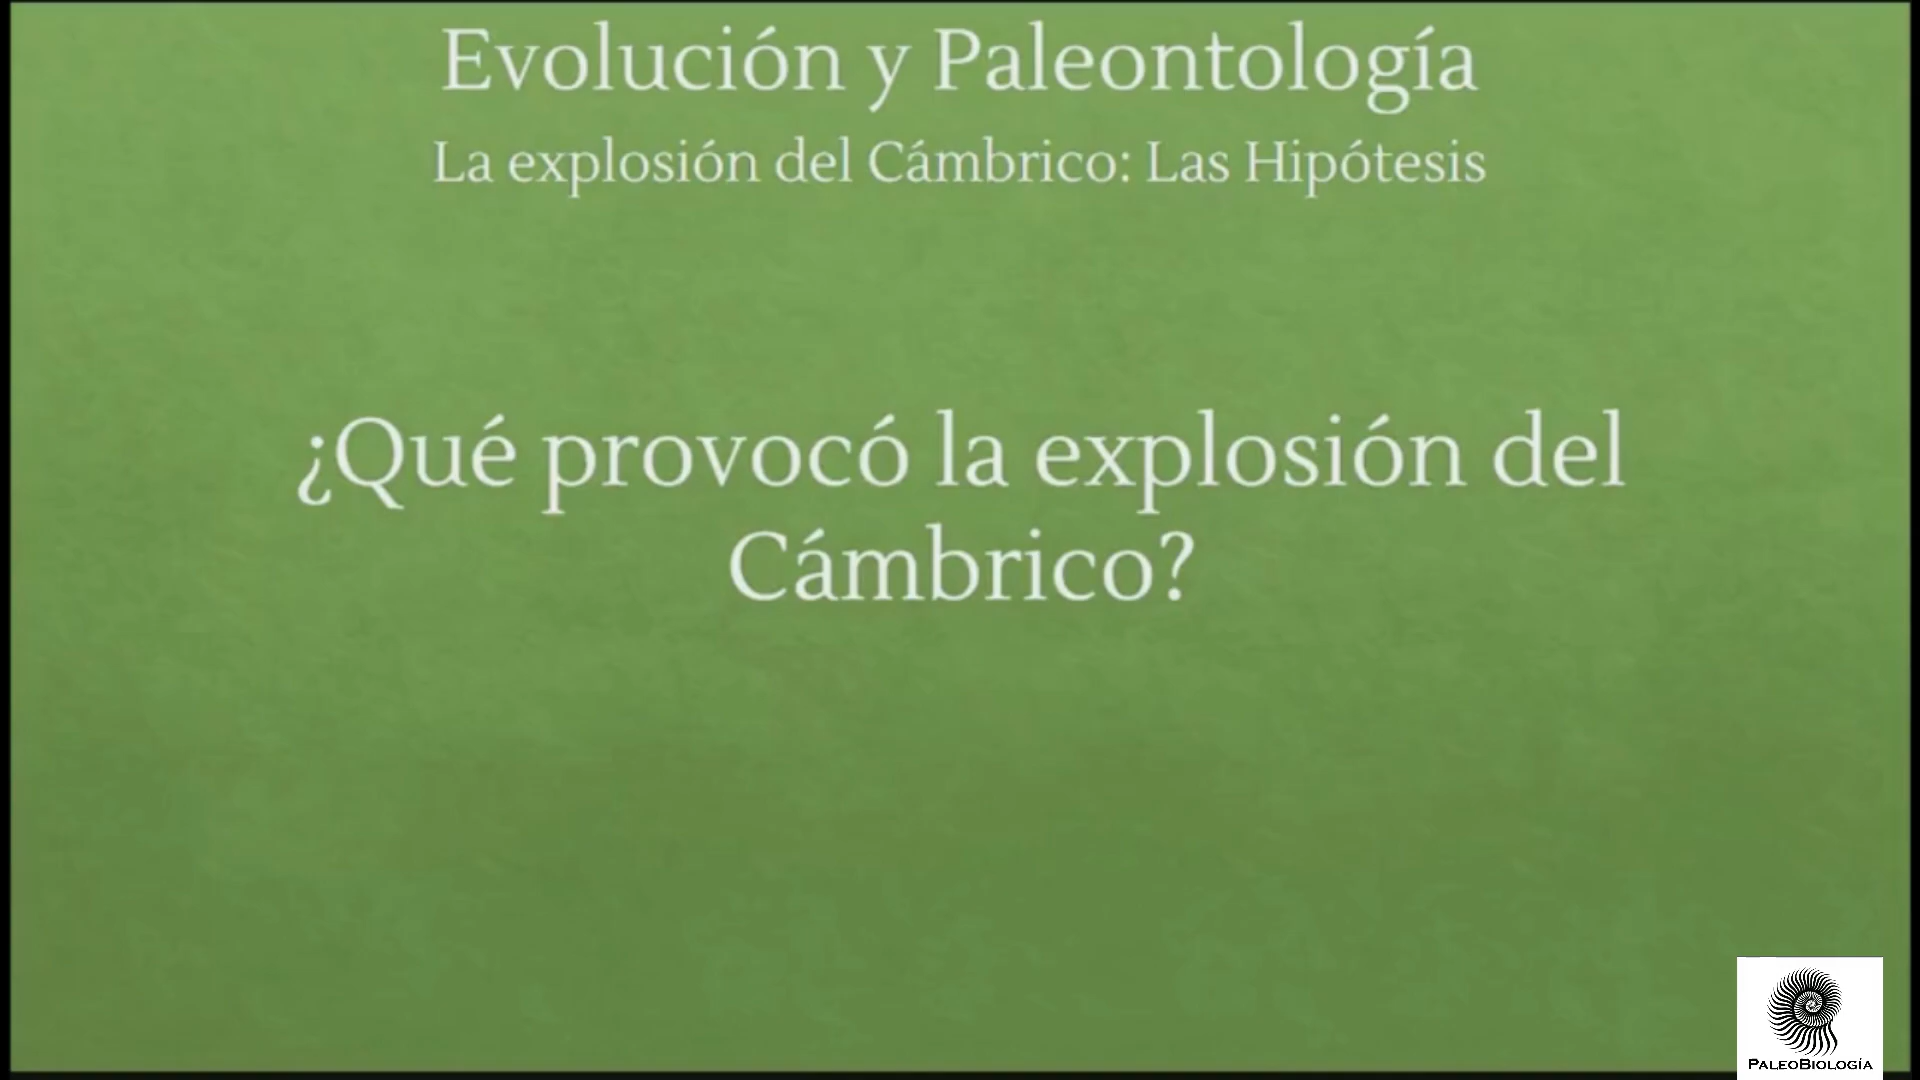 Evolución y Paleontología
La explosión del Cámbrico: Las Hipótesis
¿Qué provocó la explosión del
Cámbrico?
PALEOBIOLOGÍA